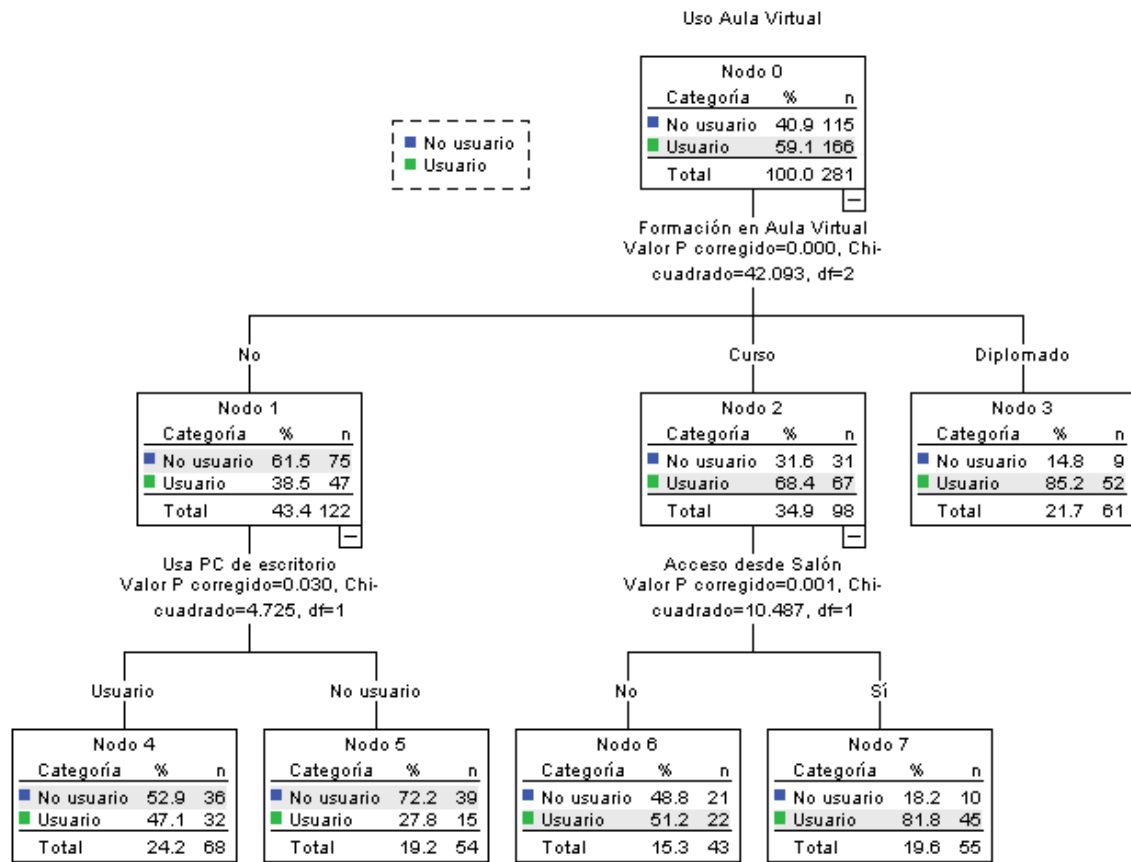 Uso Aula Virtual
Nodo 0
Categoría % n
No usuario 40.9 115
Usuario 59.1 166
Total 100.0 281
No usuario
Usuario
Formación en Aula Virtual
Valor P corregido=0.000, Chi-
cuadrado=42.093, df=2
No
Curso
Diplomado
Nodo 1
Categoría % n
No usuario 61.5 75
Usuario 38.5 47
Total 43.4 122
Nodo 2
Categoría % n
No usuario 31.6 31
Usuario 68.4 67
Total 34.9 98
Nodo 3
Categoría % n
No usuario 14.8 9
Usuario 85.2 52
Total 21.7 61
Usa PC de escritorio
Valor P corregido=0.030, Chi-
cuadrado=4.725, df=1
Acceso desde Salón
Valor P corregido=0.001, Chi-
cuadrado=10.487, df=1
Usuario
No usuario
No
Sí
Nodo 4
Categoría % n
No usuario 52.9 36
Usuario 47.1 32
Total 24.2 68
Nodo 5
Categoría % n
No usuario 72.2 39
Usuario 27.8 15
Total 19.2 54
Nodo 6
Categoría % n
No usuario 48.8 21
Usuario 51.2 22
Total 15.3 43
Nodo 7
Categoría % n
No usuario 18.2 10
Usuario 81.8 45
Total 19.6 55